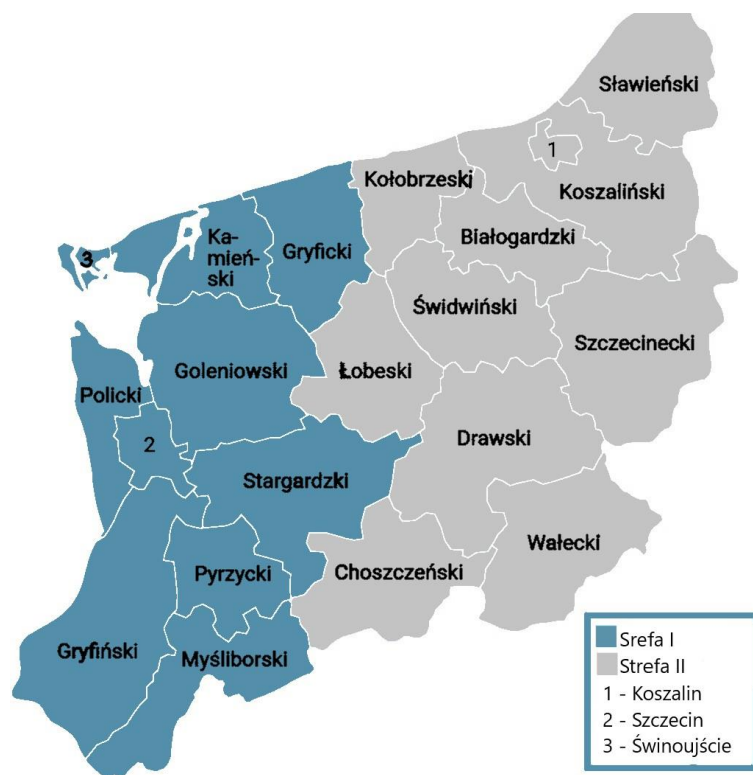 Sławieński
1
Koszaliński
Kołobrzeski
Białogardzki
Ka-
mień-
ski
Gryficki
3
Świdwiński
Szczecinecki
Goleniowski
Łobeski
Policki
2
Drawski
Stargardzki
Wałecki
Choszczeński
Pyrzycki
Gryfiński
Myśliborski
Srefa I
Strefa II
1 - Koszalin
2 - Szczecin
3 - Świnoujście